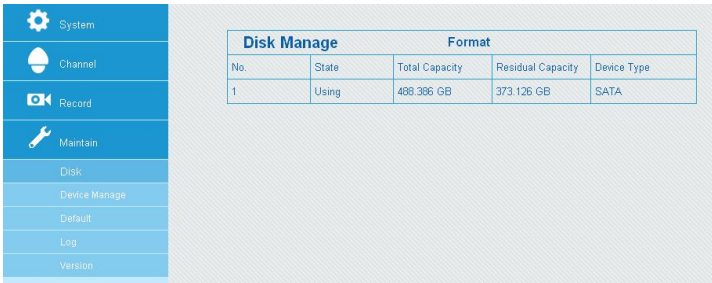 System
Channel
Record
Maintain
Disk
Device Manage
Default
Log
Version
Disk Manage Format
No. State Total Capacity Residual Capacity Device Type
1 Using 488.386 GB 373.126 GB SATA